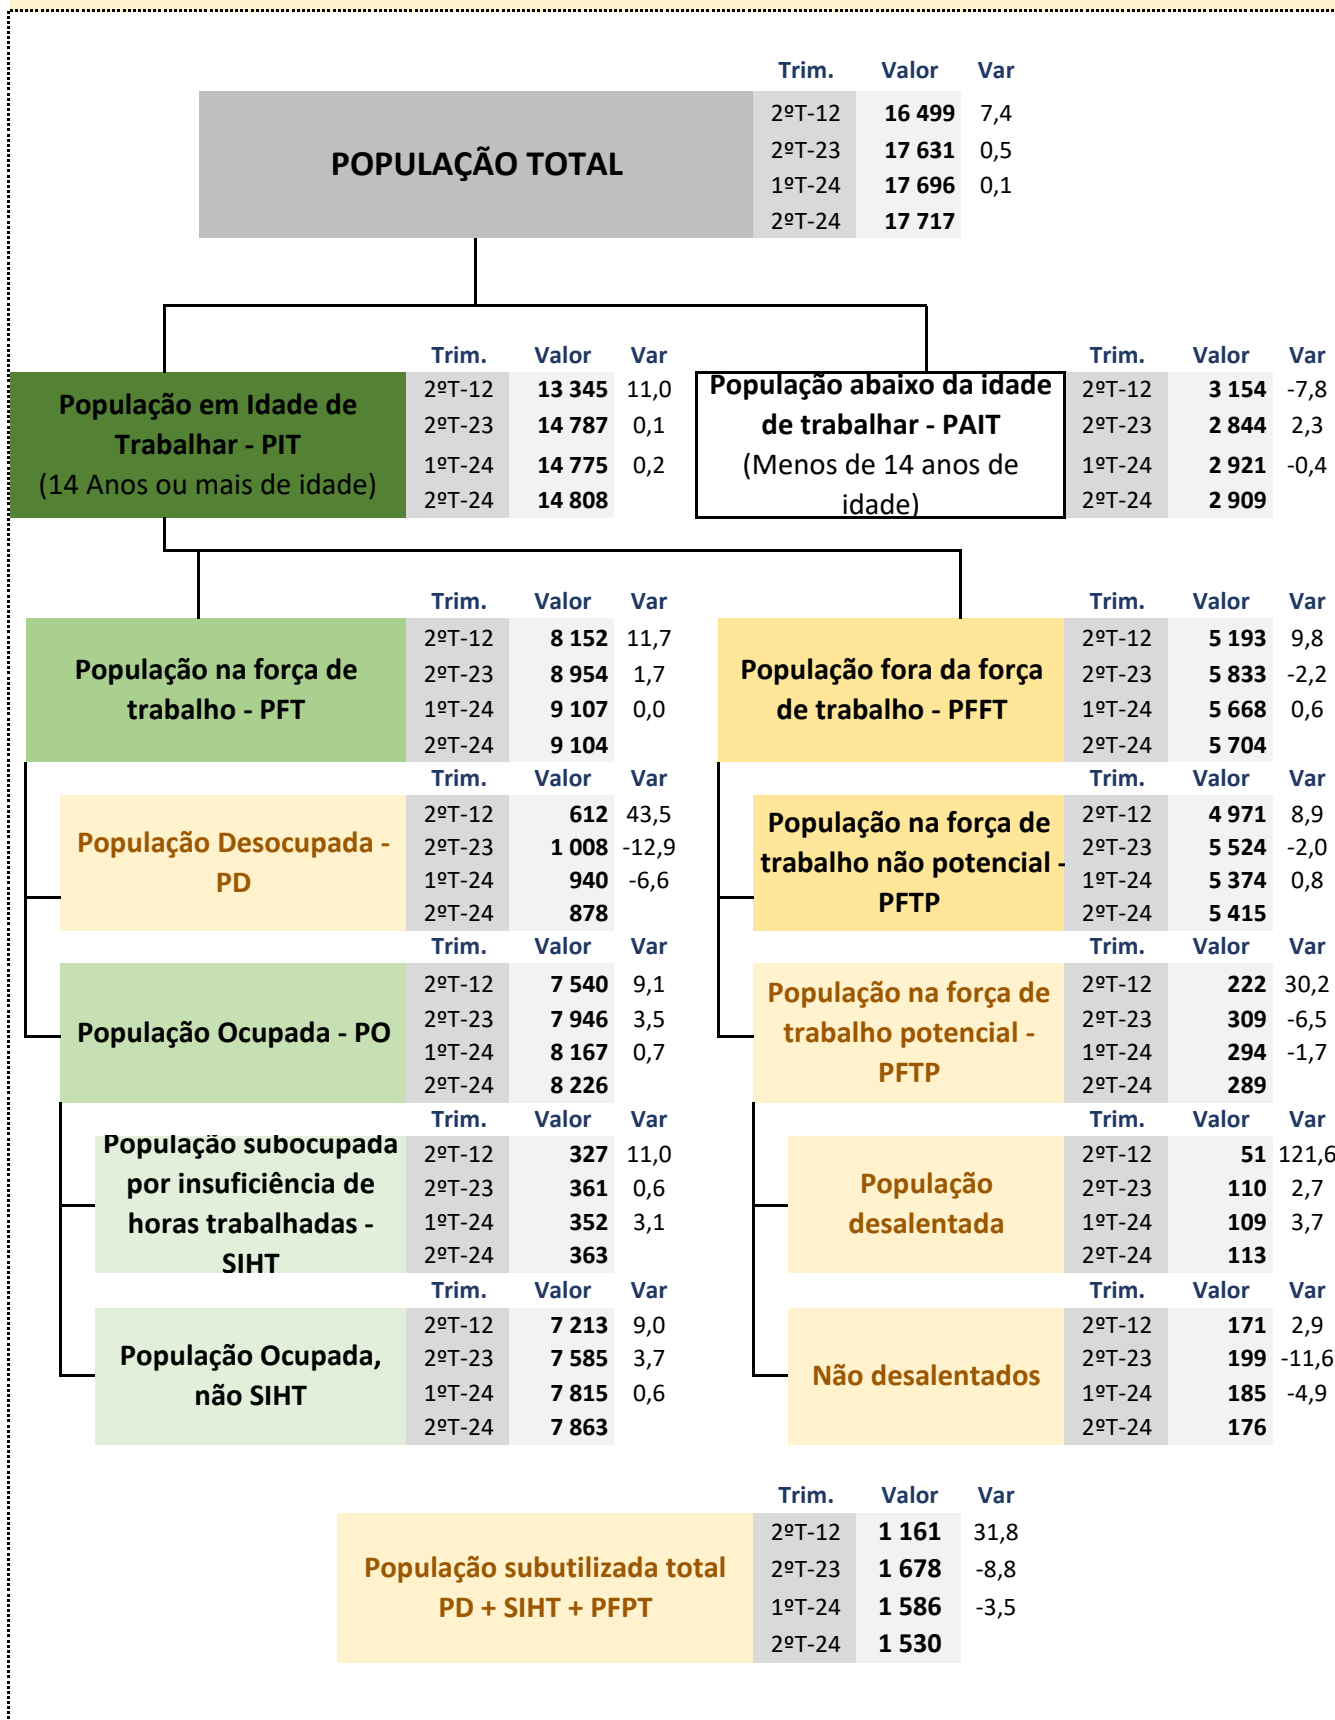 Trim. Valor Var
POPULAÇÃO TOTAL
2ºT-12 16 499 7,4
2ºT-23 17 631 0,5
1ºT-24 17 696 0,1
2ºT-24 17 717
Trim. Valor Var
População em Idade de
Trabalhar - PIT
(14 Anos ou mais de idade)
2ºT-12 13 345 11,0
2ºT-23 14 787 0,1
1ºT-24 14 775 0,2
2ºT-24 14 808
Trim. Valor Var
População abaixo da idade
de trabalhar - PAIT
(Menos de 14 anos de
idade)
2ºT-12 3 154 -7,8
2ºT-23 2 844 2,3
1ºT-24 2 921 -0,4
2ºT-24 2 909
Trim. Valor Var
População na força de
trabalho - PFT
2ºT-12 8 152 11,7
2ºT-23 8 954 1,7
1ºT-24 9 107 0,0
2ºT-24 9 104
Trim. Valor Var
População fora da força
de trabalho - PFFT
2ºT-12 5 193 9,8
2ºT-23 5 833 -2,2
1ºT-24 5 668 0,6
2ºT-24 5 704
Trim. Valor Var
População Desocupada -
PD
2ºT-12 612 43,5
2ºT-23 1 008 -12,9
1ºT-24 940 -6,6
2ºT-24 878
Trim. Valor Var
População na força de
trabalho não potencial -
PFTP
2ºT-12 4 971 8,9
2ºT-23 5 524 -2,0
1ºT-24 5 374 0,8
2ºT-24 5 415
Trim. Valor Var
População Ocupada - PO
2ºT-12 7 540 9,1
2ºT-23 7 946 3,5
1ºT-24 8 167 0,7
2ºT-24 8 226
Trim. Valor Var
População na força de
trabalho potencial -
PFTP
2ºT-12 222 30,2
2ºT-23 309 -6,5
1ºT-24 294 -1,7
2ºT-24 289
Trim. Valor Var
População subocupada
por insuficiência de
horas trabalhadas -
SIHT
2ºT-12 327 11,0
2ºT-23 361 0,6
1ºT-24 352 3,1
2ºT-24 363
Trim. Valor Var
População
desalentada
2ºT-12 51 121,6
2ºT-23 110 2,7
1ºT-24 109 3,7
2ºT-24 113
Trim. Valor Var
População Ocupada,
não SIHT
2ºT-12 7 213 9,0
2ºT-23 7 585 3,7
1ºT-24 7 815 0,6
2ºT-24 7 863
Trim. Valor Var
Não desalentados
2ºT-12 171 2,9
2ºT-23 199 -11,6
1ºT-24 185 -4,9
2ºT-24 176
Trim. Valor Var
População subutilizada total
PD + SIHT + PFPT
2ºT-12 1 161 31,8
2ºT-23 1 678 -8,8
1ºT-24 1 586 -3,5
2ºT-24 1 530